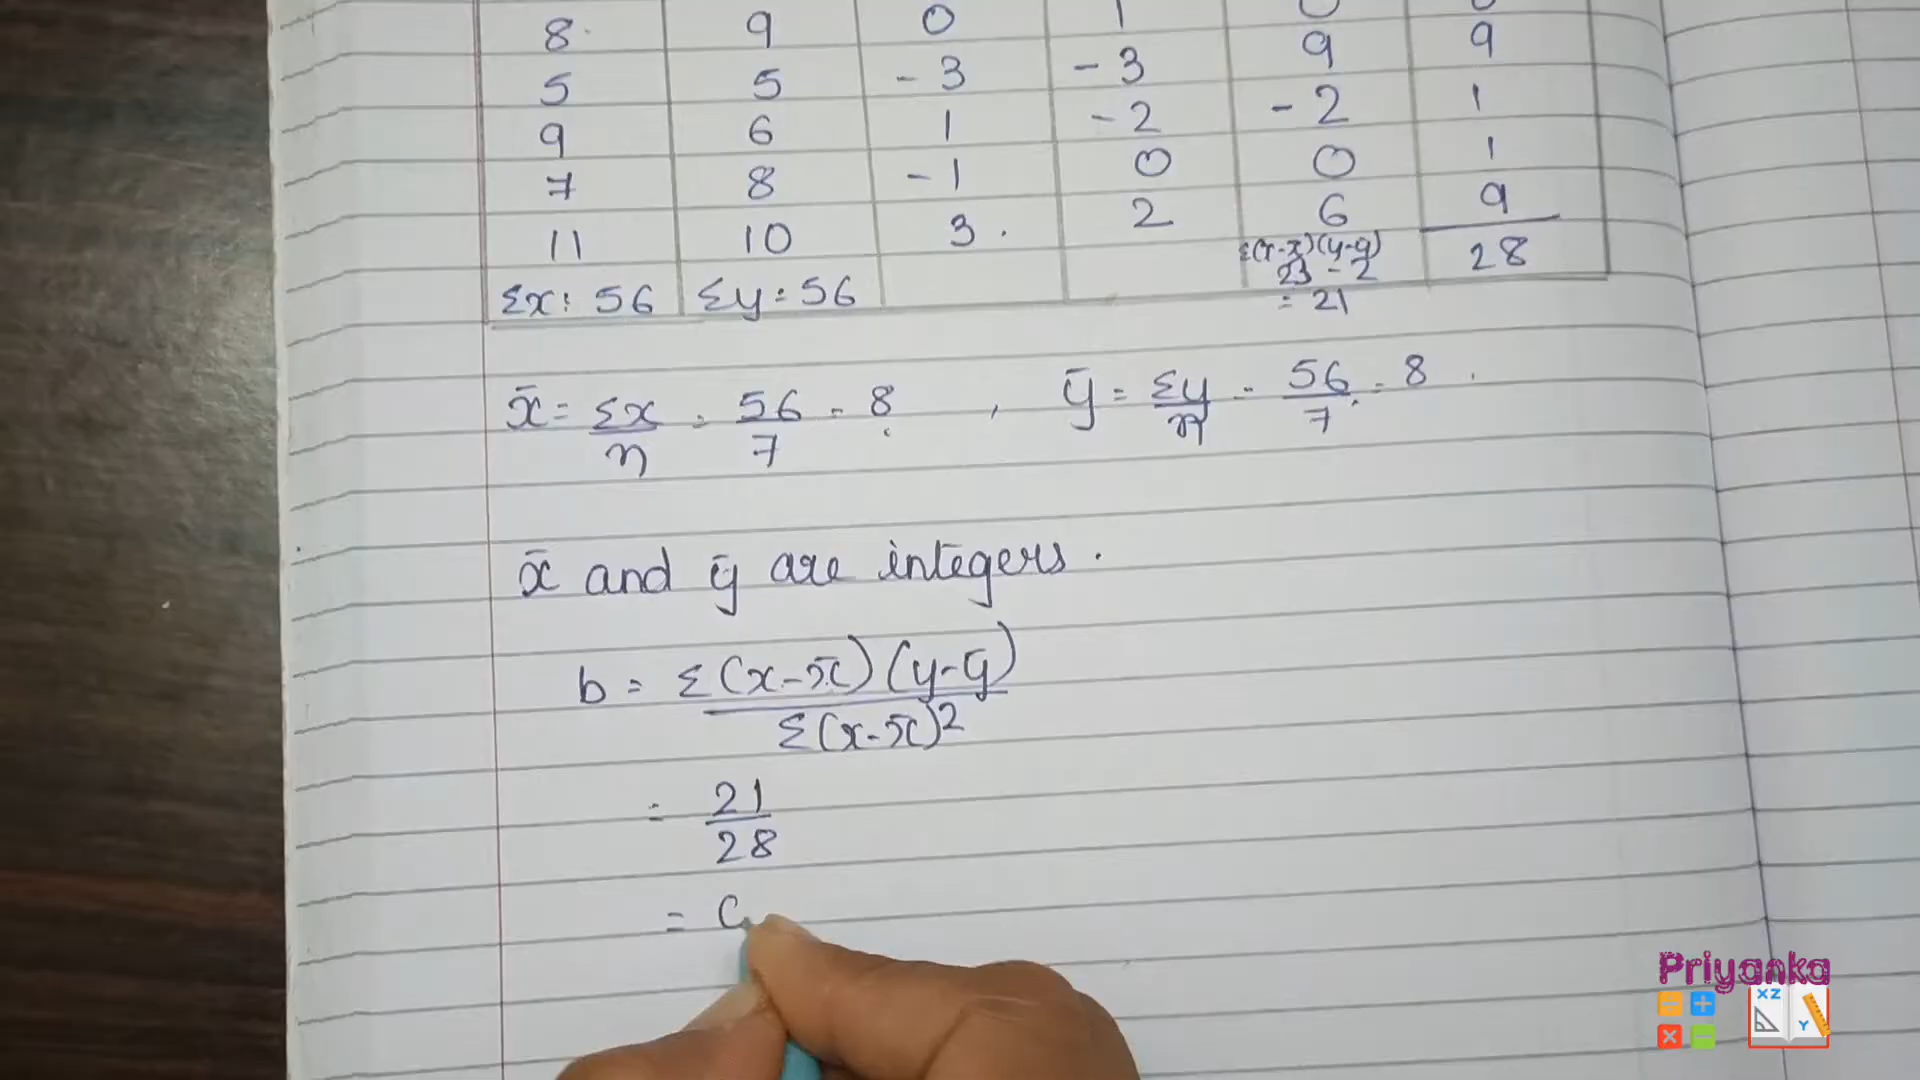 8 9 0 1 0 0
5 5 -3 -3 9 9
9 6 1 -2 -2 1
7 8 -1 0 0 1
11 10 3. 2 6 9
Σx: 56 Σy: 56 Σ(x-x̄)(y-ȳ) 28
23 - 2
= 21
x̄ = Σx/n = 56/7 = 8 , ȳ = Σy/n = 56/7 = 8 .
x̄ and ȳ are integers.
b = Σ(x-x̄)(y-ȳ)/Σ(x-x̄)2
= 21/28
=
Priyanka
XZ
Y